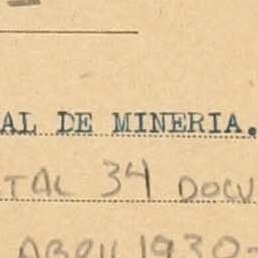 AL DE MINERIA.
TAL 34 DOCU
ABRIL 1930-